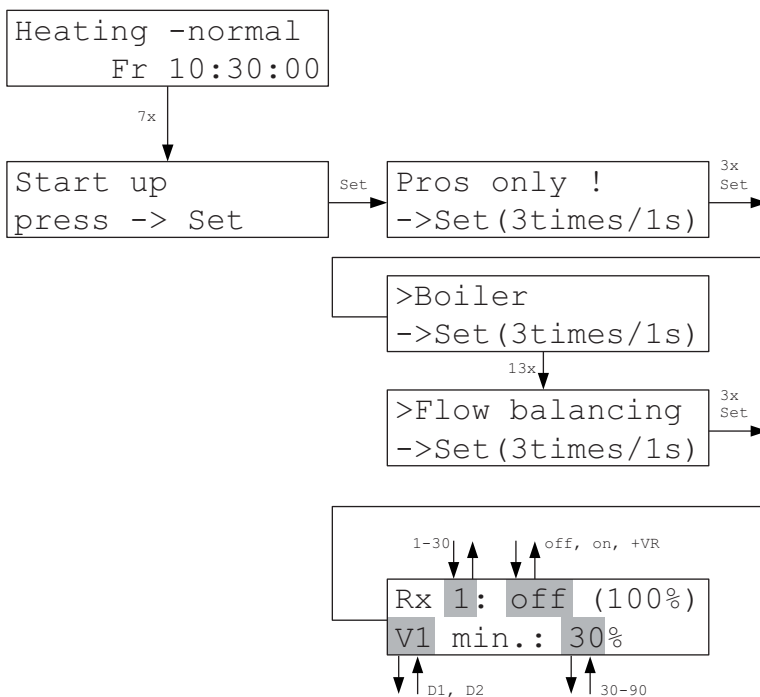 Heating -normal
Fr 10:30:00
7x
Start up
press -> Set
Set
Pros only !
->Set(3times/1s)
3x
Set
>Boiler
->Set(3times/1s)
13x
>Flow balancing
->Set(3times/1s)
3x
Set
1-30
off, on, +VR
Rx 1: off (100%)
V1 min.: 30%
D1, D2
30-90